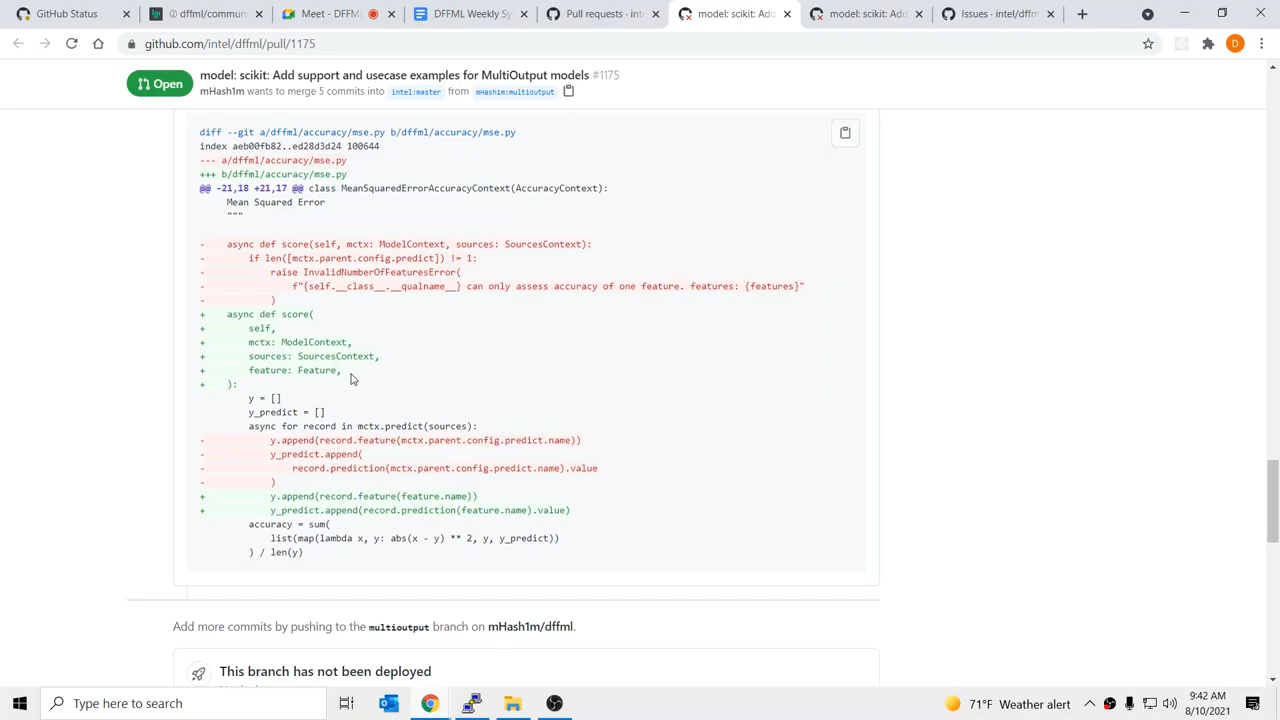 GitHub Status
dffml/commun
Meet - DFFM
DFFML Weekly Sy
Pull requests · inte
model: scikit: Add
model: scikit: Add
Issues · intel/dffm
github.com/intel/dffml/pull/1175
D
Open
model: scikit: Add support and usecase examples for MultiOutput models #1175
mHash1m wants to merge 5 commits into intel:master from mHash1m:multioutput
diff --git a/dffml/accuracy/mse.py b/dffml/accuracy/mse.py
index aeb00fb82..ed28d3d24 100644
--- a/dffml/accuracy/mse.py
+++ b/dffml/accuracy/mse.py
@@ -21,18 +21,17 @@ class MeanSquaredErrorAccuracyContext(AccuracyContext):
Mean Squared Error
"""
- async def score(self, mctx: ModelContext, sources: SourcesContext):
- if len([mctx.parent.config.predict]) != 1:
- raise InvalidNumberOfFeaturesError(
- f"{self.__class__.__qualname__} can only assess accuracy of one feature. features: {features}"
- )
+ async def score(
+ self,
+ mctx: ModelContext,
+ sources: SourcesContext,
+ feature: Feature,
+ ):
y = []
y_predict = []
async for record in mctx.predict(sources):
- y.append(record.feature(mctx.parent.config.predict.name))
- y_predict.append(
- record.prediction(mctx.parent.config.predict.name).value
- )
+ y.append(record.feature(feature.name))
+ y_predict.append(record.prediction(feature.name).value)
accuracy = sum(
list(map(lambda x, y: abs(x - y) ** 2, y, y_predict))
) / len(y)
Add more commits by pushing to the multioutput branch on mHash1m/dffml.
This branch has not been deployed
Type here to search
71°F Weather alert
9:42 AM
8/10/2021